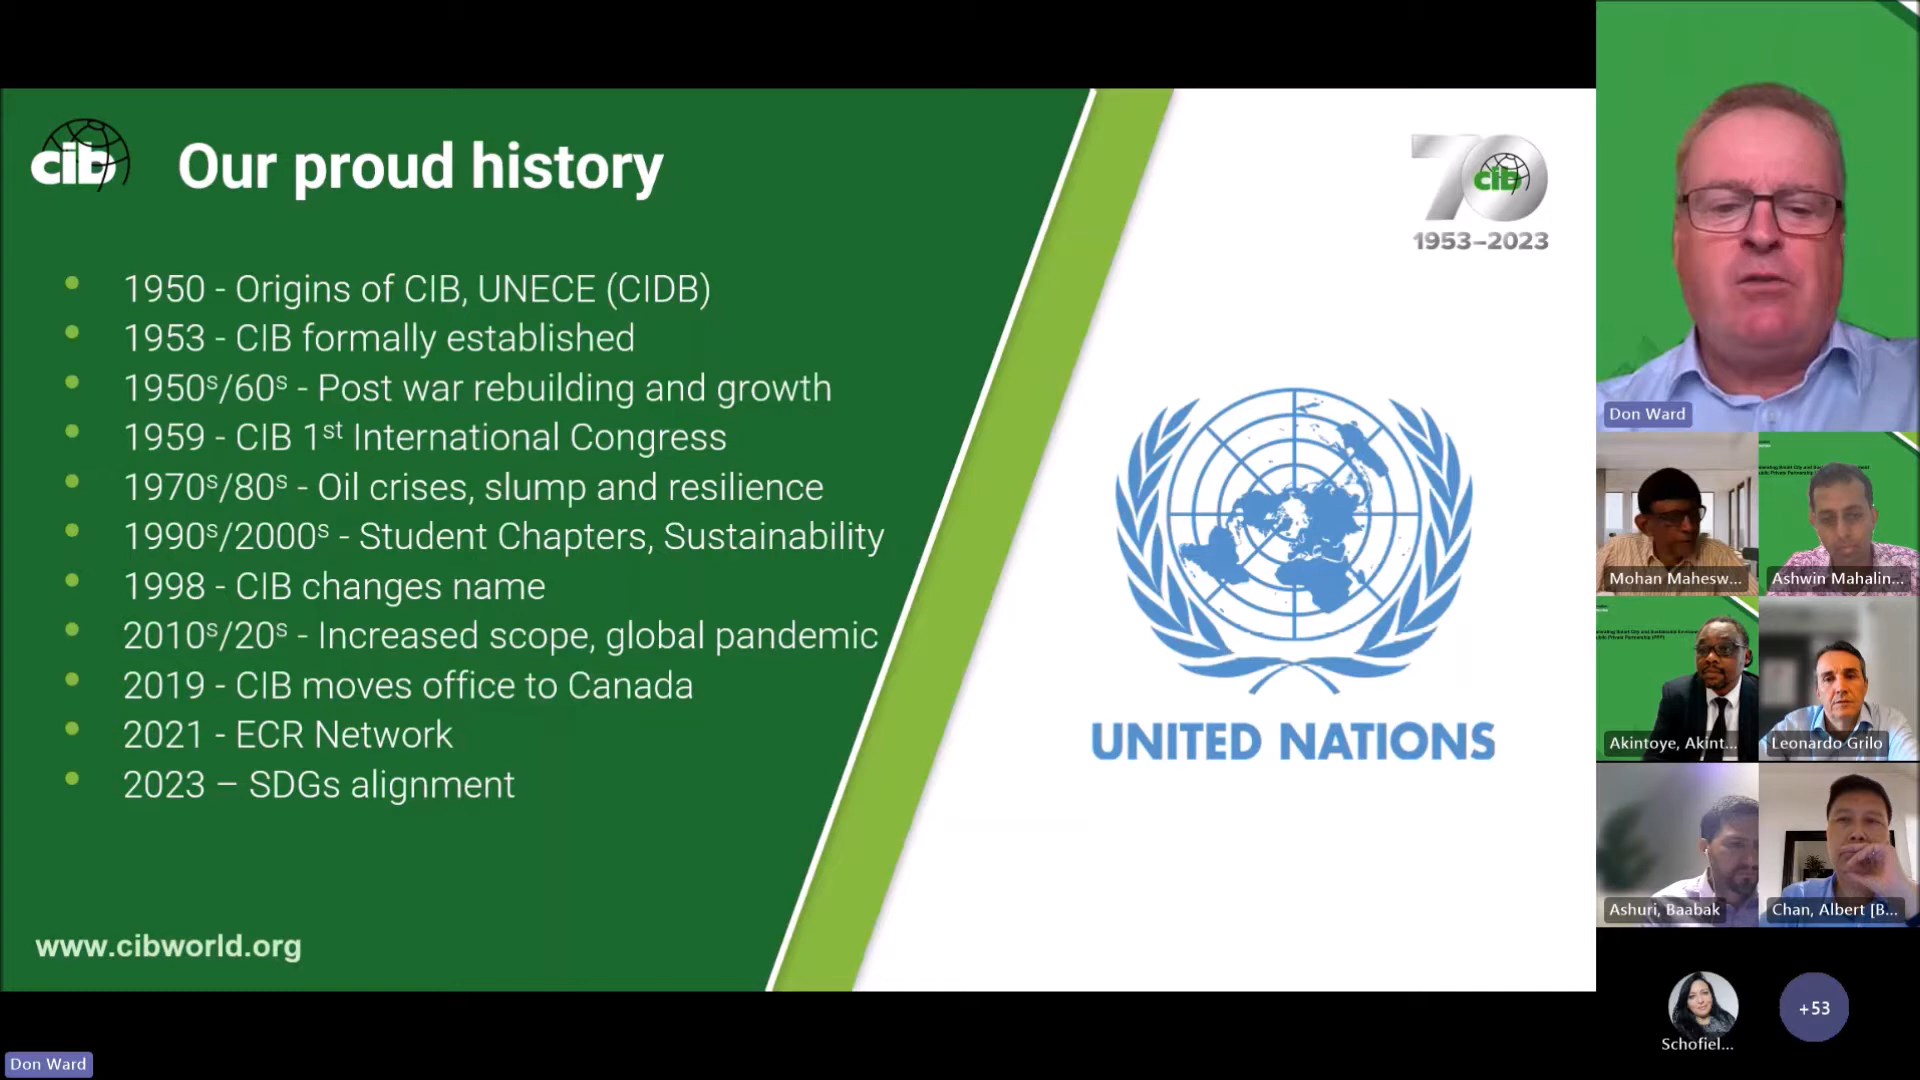 cib
Our proud history
70
cib
1953–2023
1950 - Origins of CIB, UNECE (CIDB)
1953 - CIB formally established
1950s/60s - Post war rebuilding and growth
1959 - CIB 1st International Congress
1970s/80s - Oil crises, slump and resilience
1990s/2000s - Student Chapters, Sustainability
1998 - CIB changes name
2010s/20s - Increased scope, global pandemic
2019 - CIB moves office to Canada
2021 - ECR Network
2023 – SDGs alignment
www.cibworld.org
UNITED NATIONS
Don Ward
Mohan Mahesw...
Ashwin Mahalin...
Akintoye, Akint...
Leonardo Grilo
Ashuri, Baabak
Chan, Albert [B...
Schofiel...
+53
Don Ward